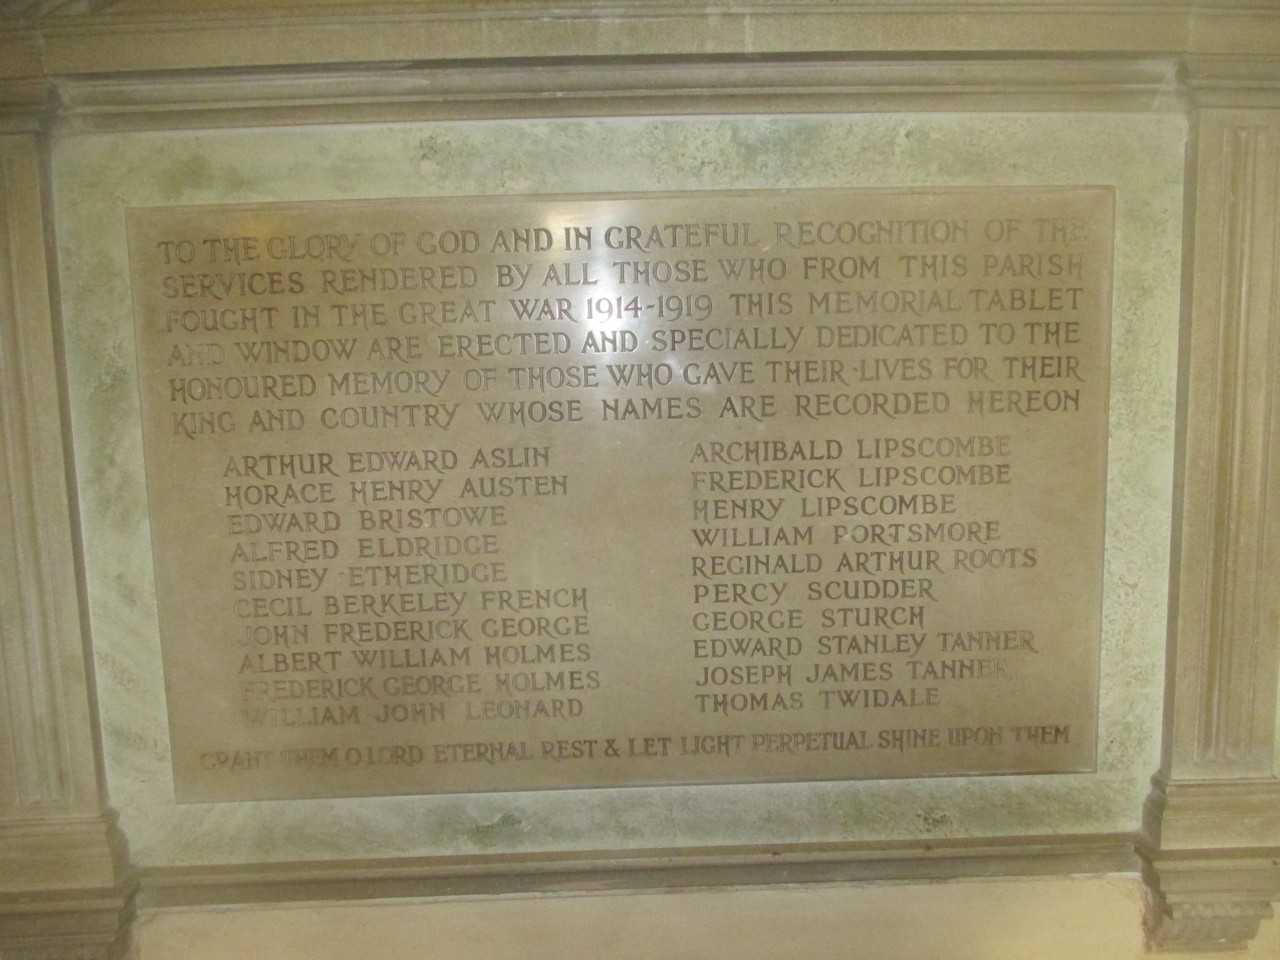 TO THE GLORY OF GOD AND IN GRATEFUL RECOGNITION OF THE
SERVICES RENDERED BY ALL THOSE WHO FROM THIS PARISH
FOUGHT IN THE GREAT WAR 1914-1919 THIS MEMORIAL TABLET
AND WINDOW ARE ERECTED AND SPECIALLY DEDICATED TO THE
HONOURED MEMORY OF THOSE WHO GAVE THEIR LIVES FOR THEIR
KING AND COUNTRY WHOSE NAMES ARE RECORDED HEREON
ARTHUR EDWARD ASLIN
HORACE HENRY AUSTEN
EDWARD BRISTOWE
ALFRED ELDRIDGE
SIDNEY ETHERIDGE
CECIL BERKELEY FRENCH
JOHN FREDERICK GEORGE
ALBERT WILLIAM HOLMES
FREDERICK GEORGE HOLMES
WILLIAM JOHN LEONARD
ARCHIBALD LIPSCOMBE
FREDERICK LIPSCOMBE
HENRY LIPSCOMBE
WILLIAM PORTSMORE
REGINALD ARTHUR ROOTS
PERCY SCUDDER
GEORGE STURCH
EDWARD STANLEY TANNER
JOSEPH JAMES TANNER
THOMAS TWIDALE
GRANT THEM O LORD ETERNAL REST & LET LIGHT PERPETUAL SHINE UPON THEM